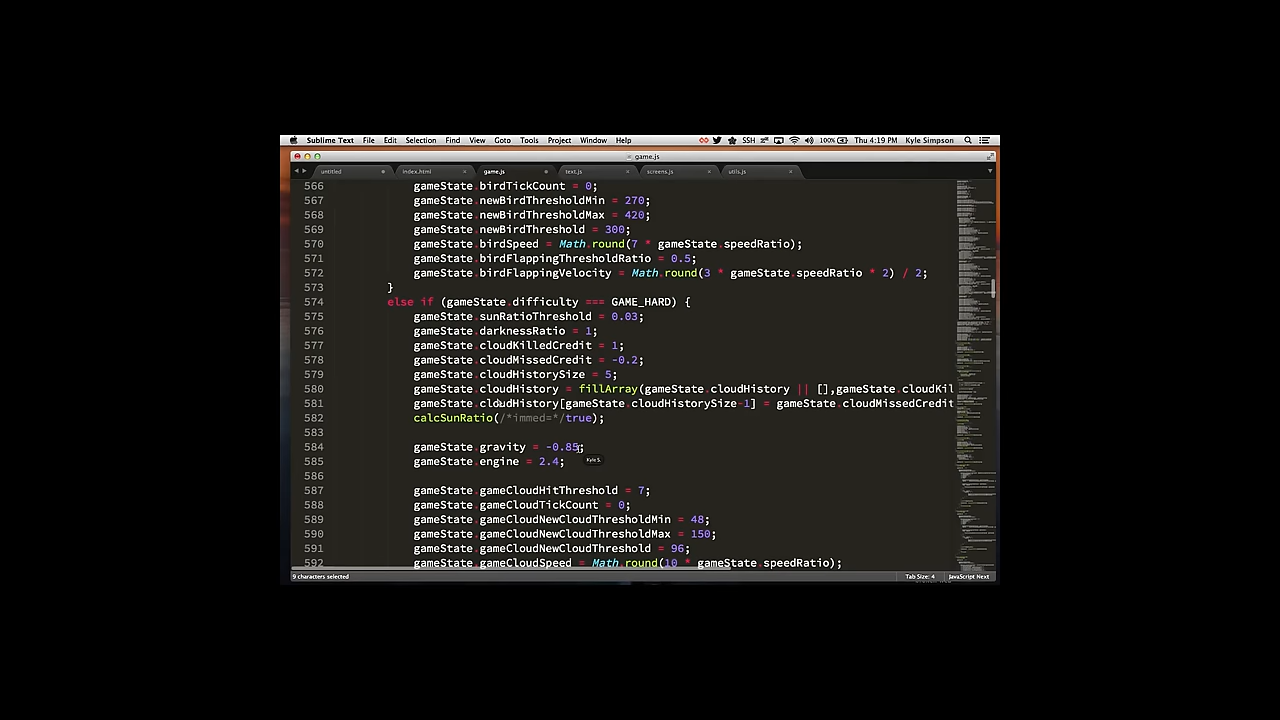 Sublime Text File Edit Selection Find View Goto Tools Project Window Help SSH 100% Thu 4:19 PM Kyle Simpson
game.js
untitled index.html game.js text.js screens.js utils.js
566 gameState.birdTickCount = 0;
567 gameState.newBirdThresholdMin = 270;
568 gameState.newBirdThresholdMax = 420;
569 gameState.newBirdThreshold = 300;
570 gameState.birdSpeed = Math.round(7 * gameState.speedRatio);
571 gameState.birdFlappingThresholdRatio = 0.5;
572 gameState.birdFlappingVelocity = Math.round(3 * gameState.speedRatio * 2) / 2;
573 }
574 else if (gameState.difficulty === GAME_HARD) {
575 gameState.sunRatioThreshold = 0.03;
576 gameState.darknessRatio = 1;
577 gameState.cloudKilledCredit = 1;
578 gameState.cloudMissedCredit = -0.2;
579 gameState.cloudHistorySize = 5;
580 gameState.cloudHistory = fillArray(gameState.cloudHistory || [],gameState.cloudKil
581 gameState.cloudHistory[gameState.cloudHistorySize-1] = gameState.cloudMissedCredit
582 calcSunRatio(/*immed=*/true);
583
584 gameState.gravity = -0.85;
585 gameState.engine = 2.4;
Kyle S.
586
587 gameState.gameCloudsThreshold = 7;
588 gameState.gameCloudTickCount = 0;
589 gameState.gameCloudNewCloudThresholdMin = 48;
590 gameState.gameCloudNewCloudThresholdMax = 150;
591 gameState.gameCloudNewCloudThreshold = 96;
592 gameState.gameCloudSpeed = Math.round(10 * gameState.speedRatio);
9 characters selected Tab Size: 4 JavaScript Next